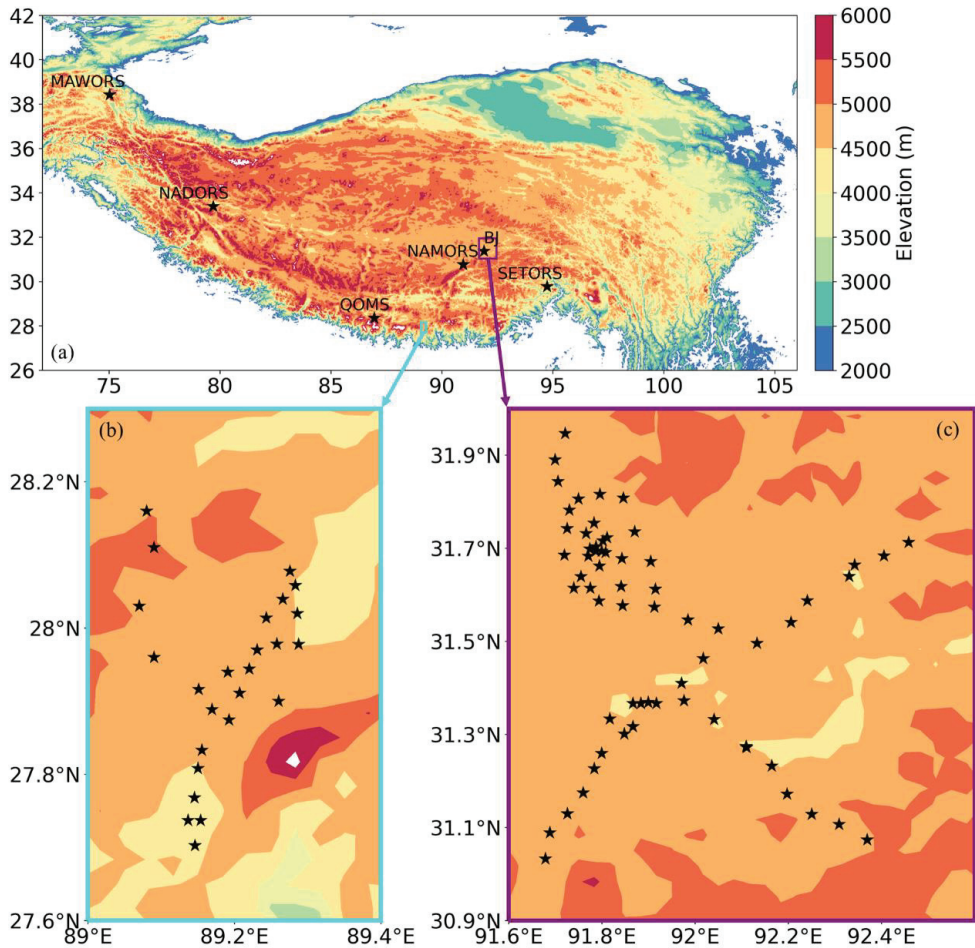 42
40
38
36
34
32
30
28
26
MAWORS
NADORS
BJ
NAMORS
SETORS
QOMS
(a)
75
80
85
90
95
100
105
6000
5500
5000
4500
4000
3500
3000
2500
2000
Elevation (m)
(b)
28.2°N
28°N
27.8°N
27.6°N
89°E
89.2°E
89.4°E
(c)
31.9°N
31.7°N
31.5°N
31.3°N
31.1°N
30.9°N
91.6°E
91.8°E
92°E
92.2°E
92.4°E